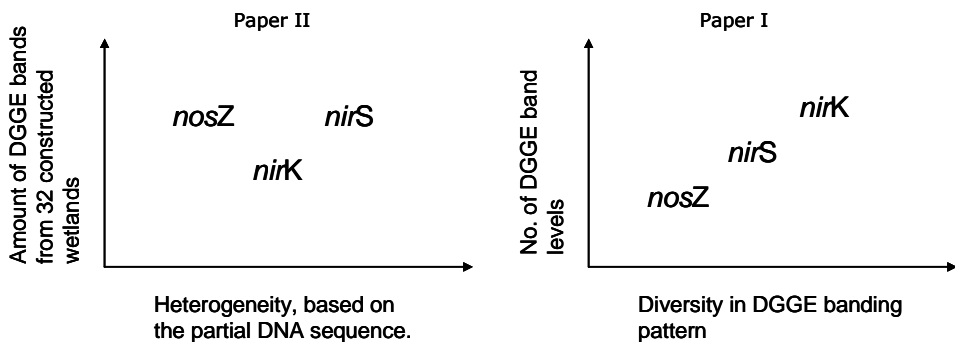 Paper II
Amount of DGGE bands
from 32 constructed
wetlands
nosZ
nirS
nirK
Heterogeneity, based on
the partial DNA sequence.
Paper I
No. of DGGE band
levels
nirK
nirS
nosZ
Diversity in DGGE banding
pattern